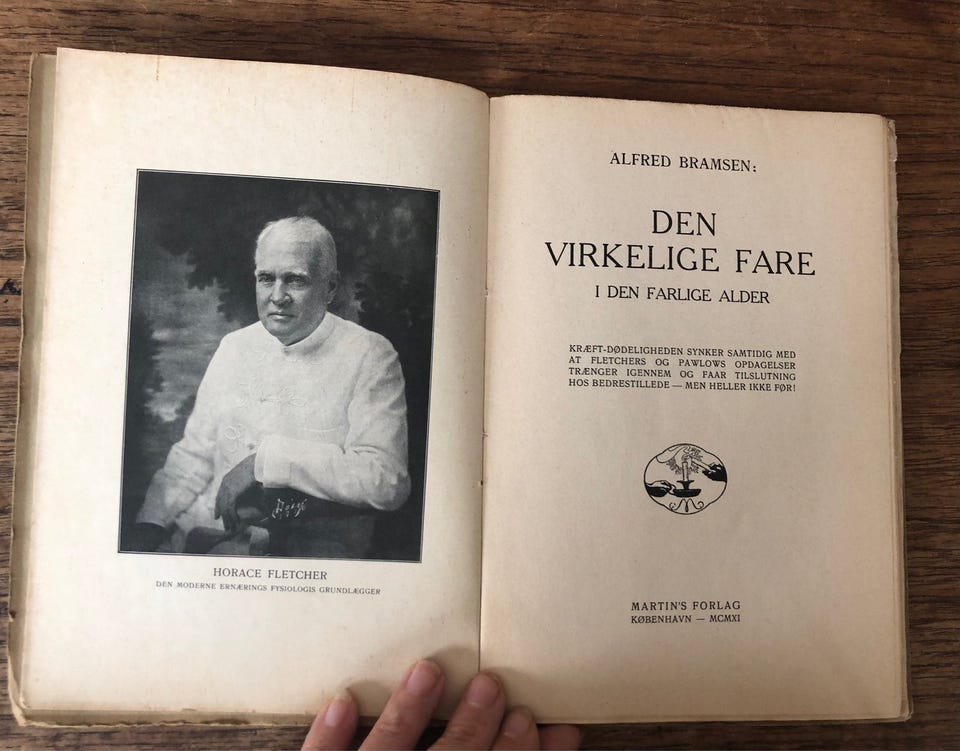 HORACE FLETCHER
DEN MODERNE ERNÆRINGS FYSIOLOGIS GRUNDLÆGGER
ALFRED BRAMSEN:
DEN
VIRKELIGE FARE
I DEN FARLIGE ALDER
KRÆFT-DØDELIGHEDEN SYNKER SAMTIDIG MED
AT FLETCHERS OG PAWLOWS OPDAGELSER
TRÆNGER IGENNEM OG FAAR TILSLUTNING
HOS BEDRESTILLEDE — MEN HELLER IKKE FØR!
MARTIN'S FORLAG
KØBENHAVN — MCMXI